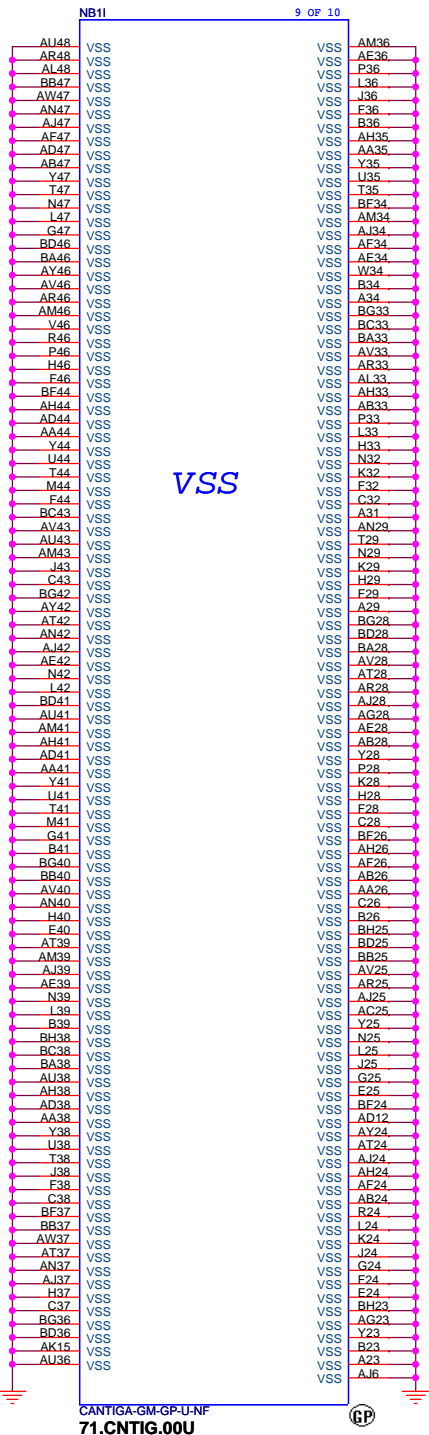 NB1I 9 OF 10
AU48 VSS VSS AM36
AR48 VSS VSS AE36
AL48 VSS VSS P36
BB47 VSS VSS L36
AW47 VSS VSS J36
AN47 VSS VSS F36
AJ47 VSS VSS B36
AF47 VSS VSS AH35
AD47 VSS VSS AA35
AB47 VSS VSS Y35
Y47 VSS VSS U35
T47 VSS VSS T35
N47 VSS VSS BF34
L47 VSS VSS AM34
G47 VSS VSS AJ34
BD46 VSS VSS AF34
BA46 VSS VSS AE34
AY46 VSS VSS W34
AV46 VSS VSS B34
AR46 VSS VSS A34
AM46 VSS VSS BG33
V46 VSS VSS BC33
R46 VSS VSS BA33
P46 VSS VSS AV33
H46 VSS VSS AR33
F46 VSS VSS AL33
BF44 VSS VSS AH33
AH44 VSS VSS AB33
AD44 VSS VSS P33
AA44 VSS VSS L33
Y44 VSS VSS H33
U44 VSS VSS N32
T44 VSS VSS K32
VSS
M44 VSS VSS F32
F44 VSS VSS C32
BC43 VSS VSS A31
AV43 VSS VSS AN29
AU43 VSS VSS T29
AM43 VSS VSS N29
J43 VSS VSS K29
C43 VSS VSS H29
BG42 VSS VSS F29
AY42 VSS VSS A29
AT42 VSS VSS BG28
AN42 VSS VSS BD28
AJ42 VSS VSS BA28
AE42 VSS VSS AV28
N42 VSS VSS AT28
L42 VSS VSS AR28
BD41 VSS VSS AJ28
AU41 VSS VSS AG28
AM41 VSS VSS AE28
AH41 VSS VSS AB28
AD41 VSS VSS Y28
AA41 VSS VSS P28
Y41 VSS VSS K28
U41 VSS VSS H28
T41 VSS VSS F28
M41 VSS VSS C28
G41 VSS VSS BF26
B41 VSS VSS AH26
BG40 VSS VSS AF26
BB40 VSS VSS AB26
AV40 VSS VSS AA26
AN40 VSS VSS C26
H40 VSS VSS B26
E40 VSS VSS BH25
AT39 VSS VSS BD25
AM39 VSS VSS BB25
AJ39 VSS VSS AV25
AE39 VSS VSS AR25
N39 VSS VSS AJ25
L39 VSS VSS AC25
B39 VSS VSS Y25
BH38 VSS VSS N25
BC38 VSS VSS L25
BA38 VSS VSS J25
AU38 VSS VSS G25
AH38 VSS VSS E25
AD38 VSS VSS BF24
AA38 VSS VSS AD12
Y38 VSS VSS AY24
U38 VSS VSS AT24
T38 VSS VSS AJ24
J38 VSS VSS AH24
F38 VSS VSS AF24
C38 VSS VSS AB24
BF37 VSS VSS R24
BB37 VSS VSS L24
AW37 VSS VSS K24
AT37 VSS VSS J24
AN37 VSS VSS G24
AJ37 VSS VSS F24
H37 VSS VSS E24
C37 VSS VSS BH23
BG36 VSS VSS AG23
BD36 VSS VSS Y23
AK15 VSS VSS B23
AU36 VSS VSS A23
VSS AJ6
CANTIGA-GM-GP-U-NF
71.CNTIG.00U
GP